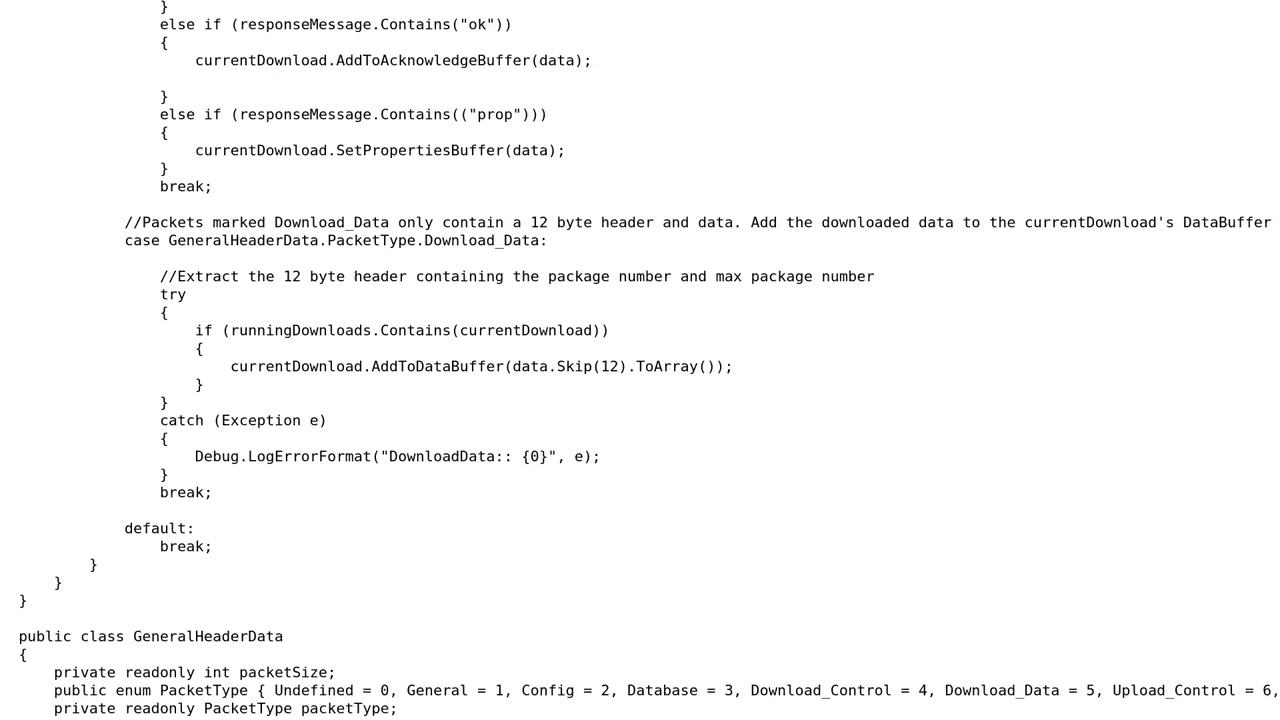 }
else if (responseMessage.Contains("ok"))
{
currentDownload.AddToAcknowledgeBuffer(data);
}
else if (responseMessage.Contains(("prop")))
{
currentDownload.SetPropertiesBuffer(data);
}
break;
//Packets marked Download_Data only contain a 12 byte header and data. Add the downloaded data to the currentDownload's DataBuffer
case GeneralHeaderData.PacketType.Download_Data:
//Extract the 12 byte header containing the package number and max package number
try
{
if (runningDownloads.Contains(currentDownload))
{
currentDownload.AddToDataBuffer(data.Skip(12).ToArray());
}
}
catch (Exception e)
{
Debug.LogErrorFormat("DownloadData:: {0}", e);
}
break;
default:
break;
}
}
}
public class GeneralHeaderData
{
private readonly int packetSize;
public enum PacketType { Undefined = 0, General = 1, Config = 2, Database = 3, Download_Control = 4, Download_Data = 5, Upload_Control = 6,
private readonly PacketType packetType;